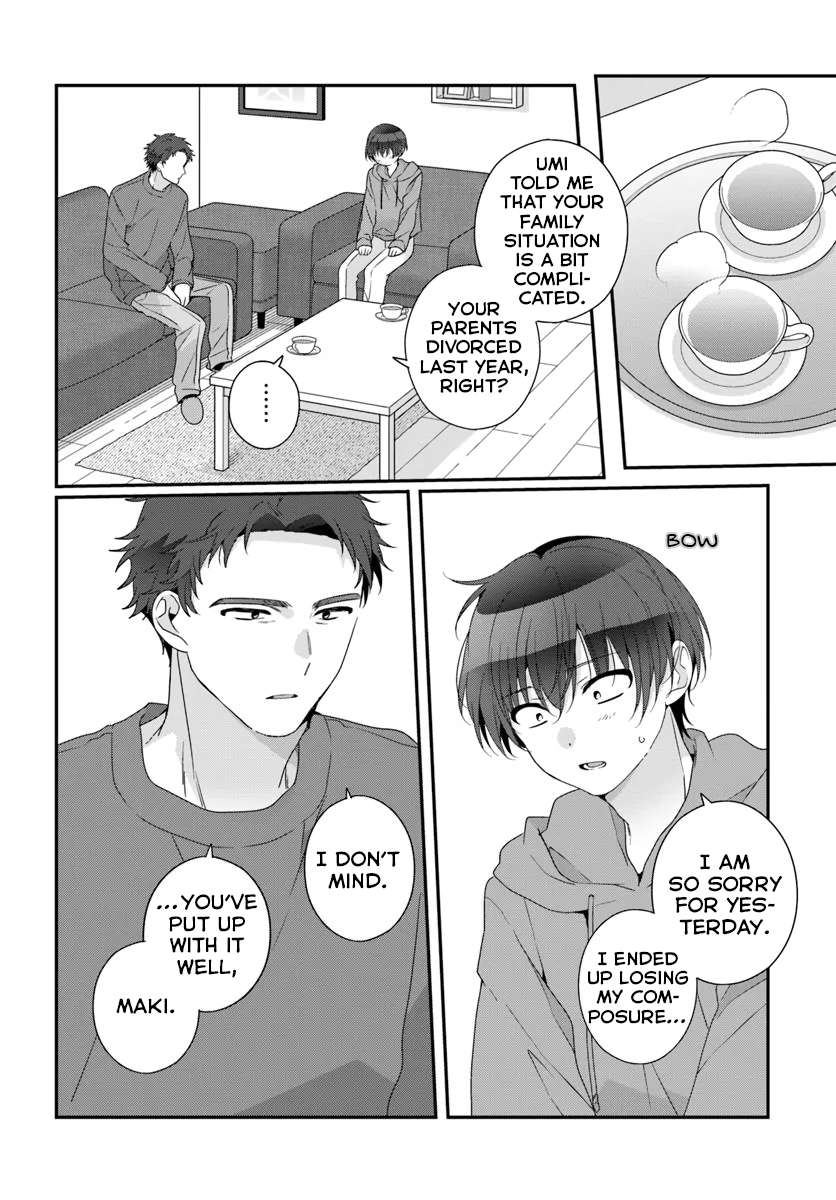 UMI
TOLD ME
THAT YOUR
FAMILY
SITUATION
IS A BIT
COMPLI-
CATED.
YOUR
PARENTS
DIVORCED
LAST YEAR,
RIGHT?
......
BOW
I AM
SO SORRY
FOR YES-
TERDAY.
I ENDED
UP LOSING
MY COM-
POSURE...
I DON'T
MIND.
...YOU'VE
PUT UP
WITH IT
WELL,
MAKI.